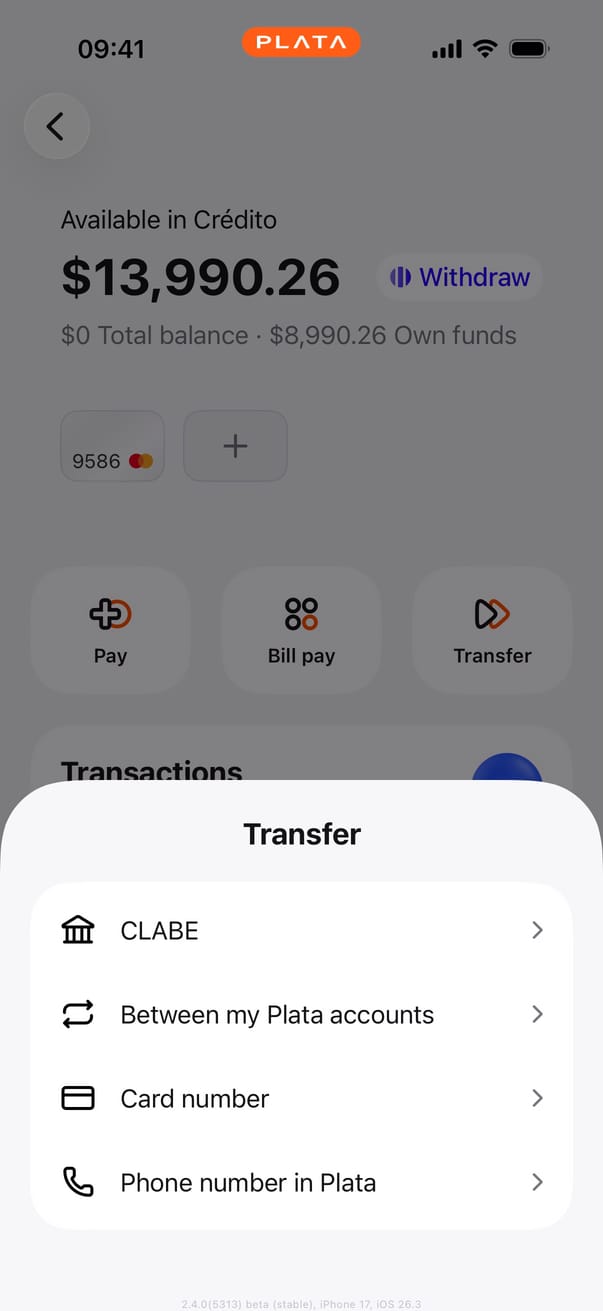 09:41
PLATA
Available in Crédito
$13,990.26
Withdraw
$0 Total balance · $8,990.26 Own funds
9586
Pay
Bill pay
Transfer
Transactions
Transfer
CLABE
Between my Plata accounts
Card number
Phone number in Plata
2.4.0(5313) beta (stable), iPhone 17, iOS 26.3